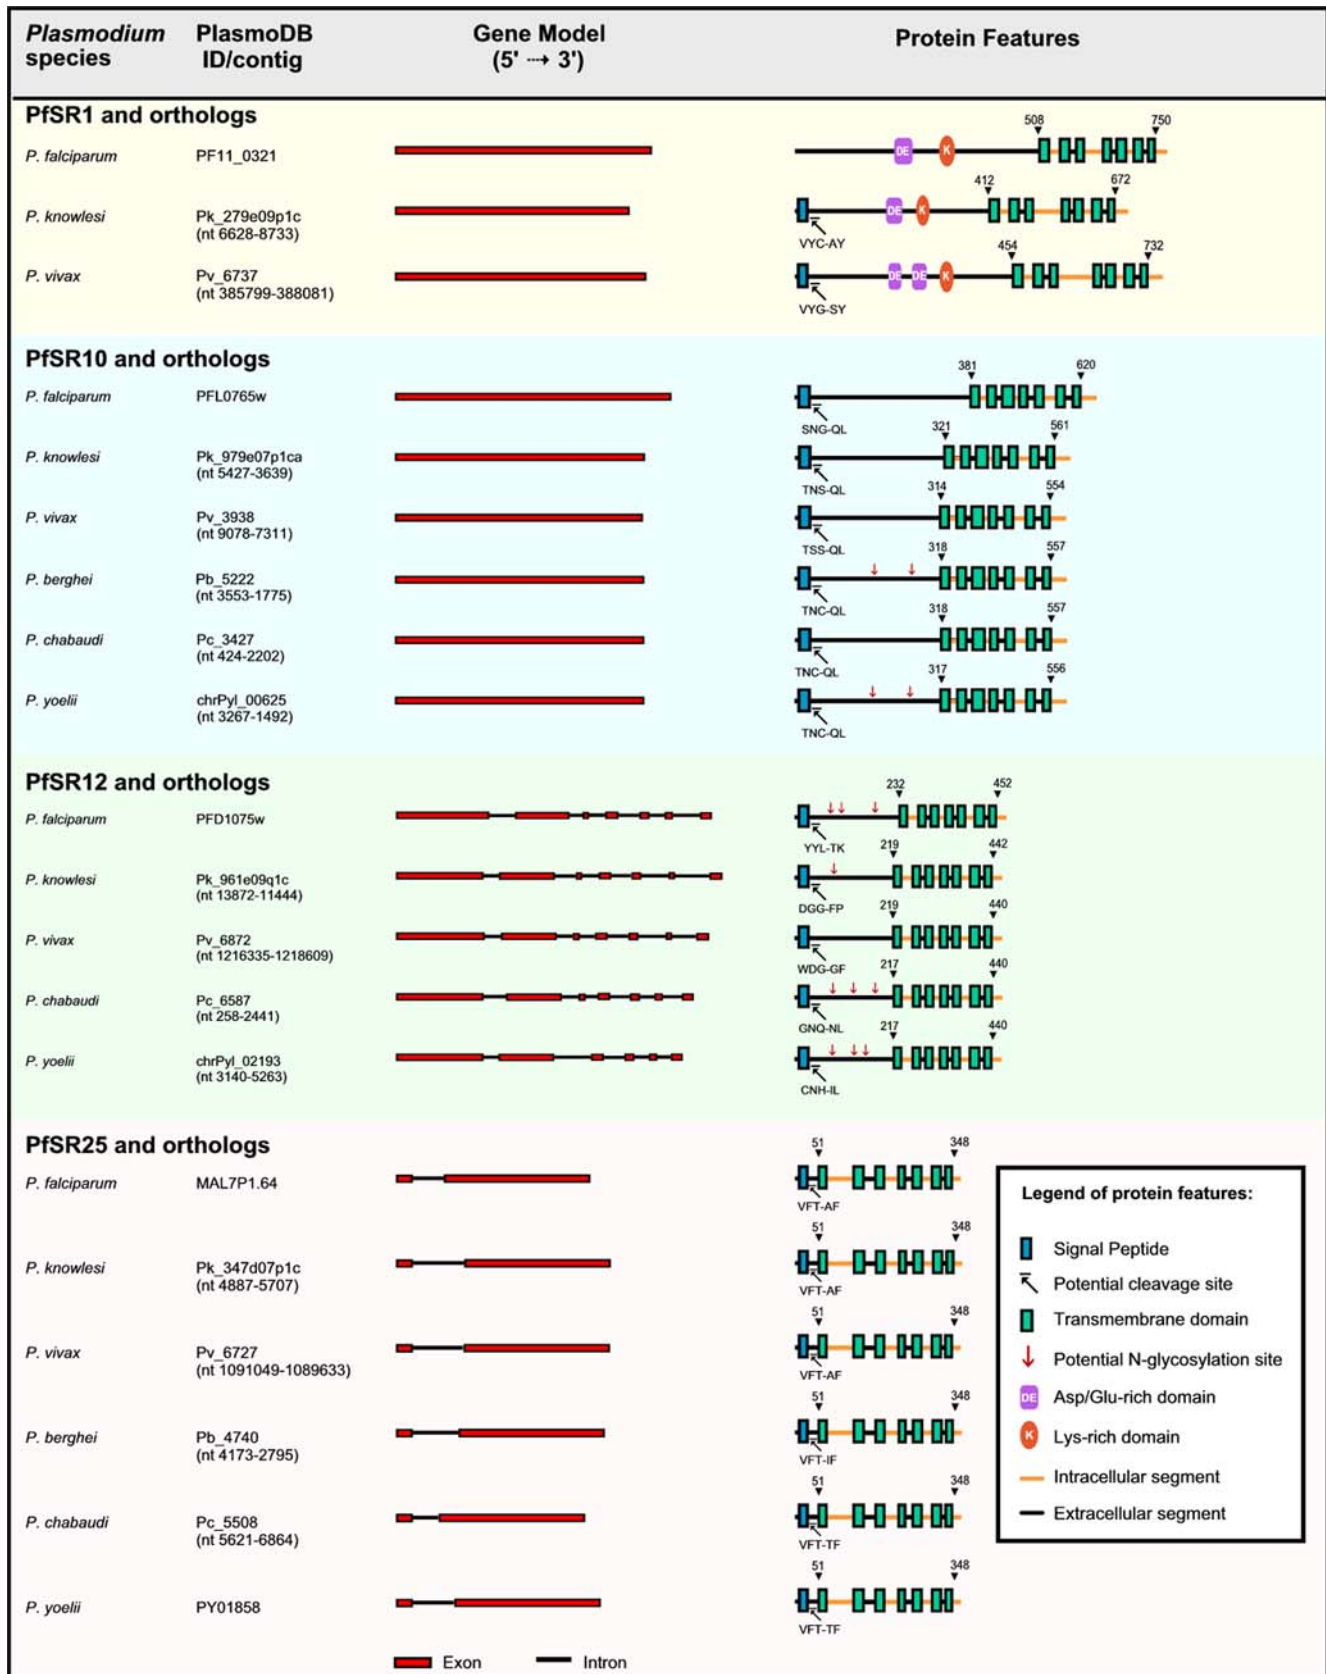 Plasmodium species
PlasmoDB ID/contig
Gene Model (5' ⇢ 3')
Protein Features
PfSR1 and orthologs
P. falciparum PF11_0321 508 750
DE K
P. knowlesi Pk_279e09p1c 412 672
(nt 6628-8733)
DE K
VYC-AY
P. vivax Pv_6737 454 732
(nt 385799-388081)
DE DE K
VYG-SY
PfSR10 and orthologs
P. falciparum PFL0765w 381 620
SNG-QL
P. knowlesi Pk_979e07p1ca 321 561
(nt 5427-3639)
TNS-QL
P. vivax Pv_3938 314 554
(nt 9078-7311)
TSS-QL
P. berghei Pb_5222 318 557
(nt 3553-1775)
TNC-QL
P. chabaudi Pc_3427 318 557
(nt 424-2202)
TNC-QL
P. yoelii chrPyl_00625 317 556
(nt 3267-1492)
TNC-QL
PfSR12 and orthologs
P. falciparum PFD1075w 232 452
YYL-TK
P. knowlesi Pk_961e09q1c 219 442
(nt 13872-11444)
DGG-FP
P. vivax Pv_6872 219 440
(nt 1216335-1218609)
WDG-GF
P. chabaudi Pc_6587 217 440
(nt 258-2441)
GNQ-NL
P. yoelii chrPyl_02193 217 440
(nt 3140-5263)
CNH-IL
PfSR25 and orthologs
P. falciparum MAL7P1.64 51 348
VFT-AF
P. knowlesi Pk_347d07p1c 51 348
(nt 4887-5707)
VFT-AF
P. vivax Pv_6727 51 348
(nt 1091049-1089633)
VFT-AF
P. berghei Pb_4740 51 348
(nt 4173-2795)
VFT-IF
P. chabaudi Pc_5508 51 348
(nt 5621-6864)
VFT-TF
P. yoelii PY01858 51 348
VFT-TF
Exon Intron
Legend of protein features:
Signal Peptide
Potential cleavage site
Transmembrane domain
Potential N-glycosylation site
DE Asp/Glu-rich domain
K Lys-rich domain
Intracellular segment
Extracellular segment